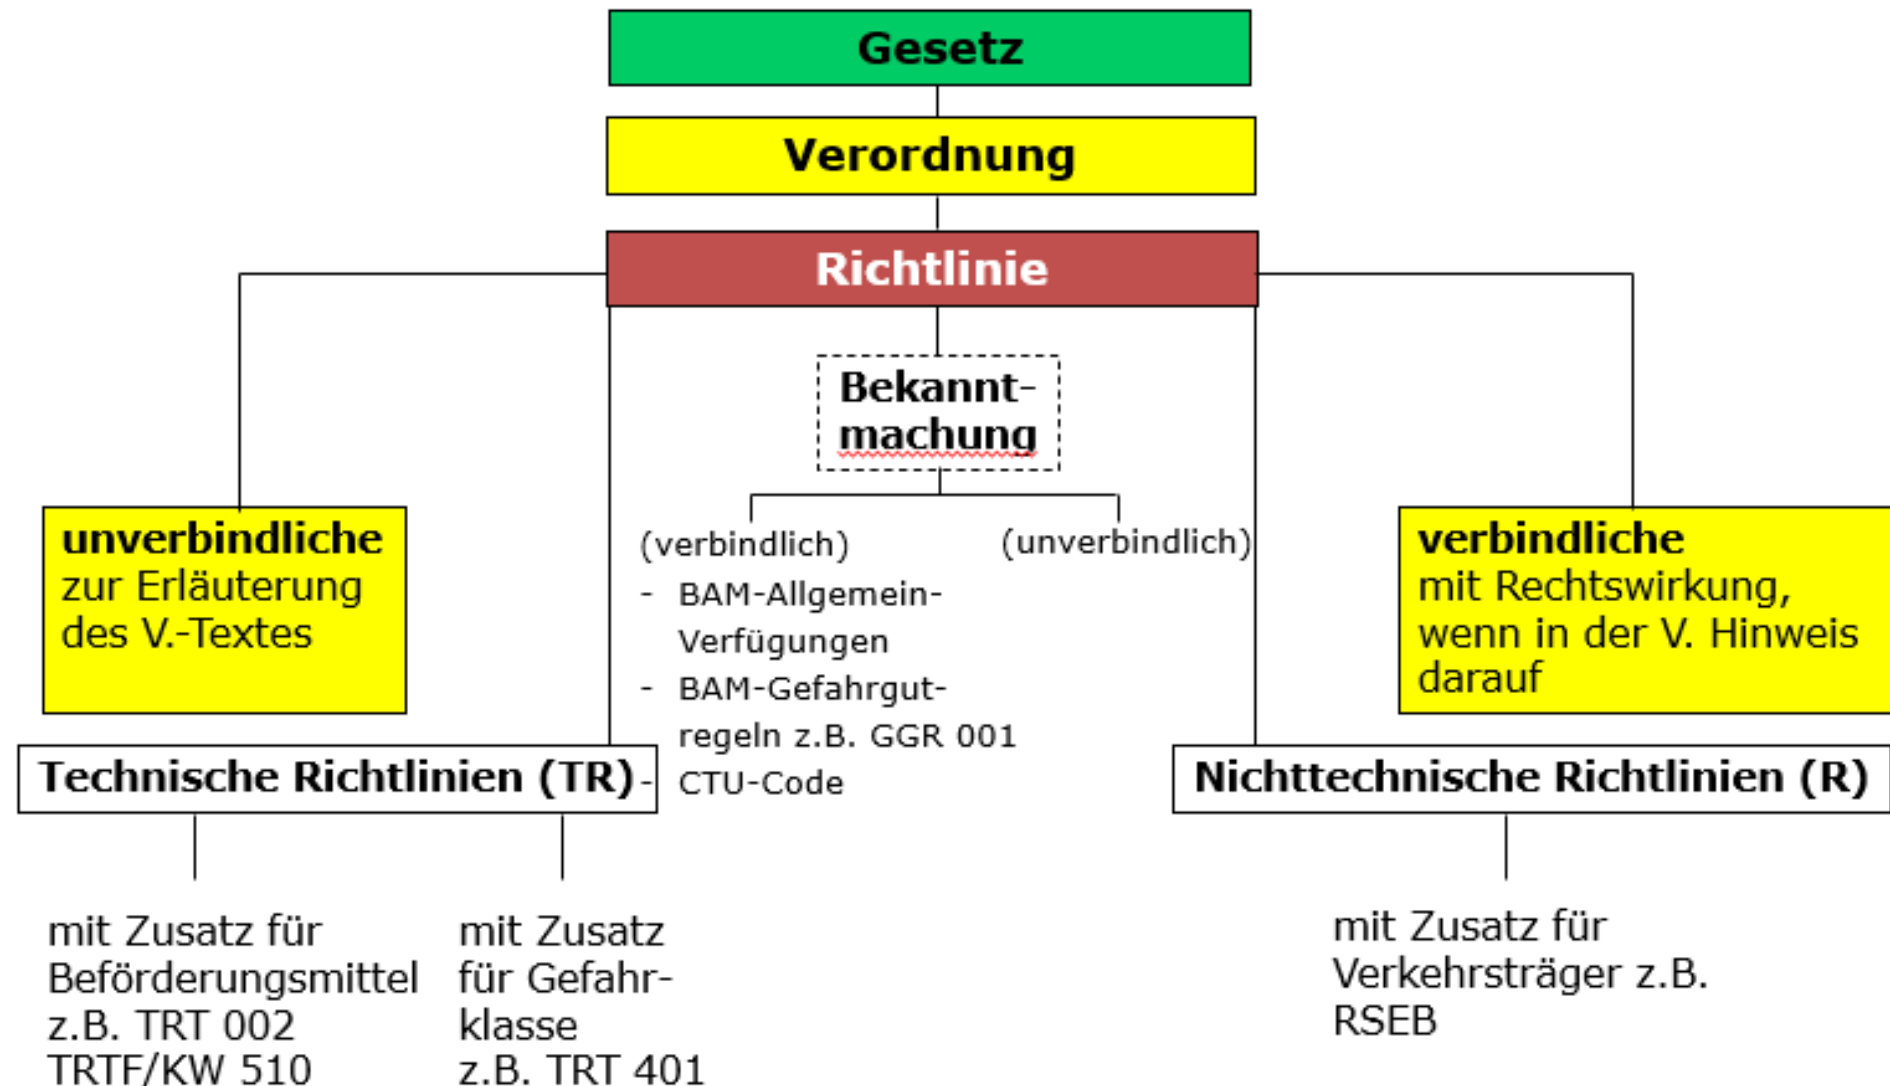 Gesetz
Verordnung
Richtlinie
Bekannt-
machung
unverbindliche
zur Erläuterung
des V.-Textes
(verbindlich)
- BAM-Allgemein-
Verfügungen
- BAM-Gefahrgut-
regeln z.B. GGR 001
- CTU-Code
(unverbindlich)
verbindliche
mit Rechtswirkung,
wenn in der V. Hinweis
darauf
Technische Richtlinien (TR)
Nichttechnische Richtlinien (R)
mit Zusatz für
Beförderungsmittel
z.B. TRT 002
TRTF/KW 510
mit Zusatz
für Gefahr-
klasse
z.B. TRT 401
mit Zusatz für
Verkehrsträger z.B.
RSEB